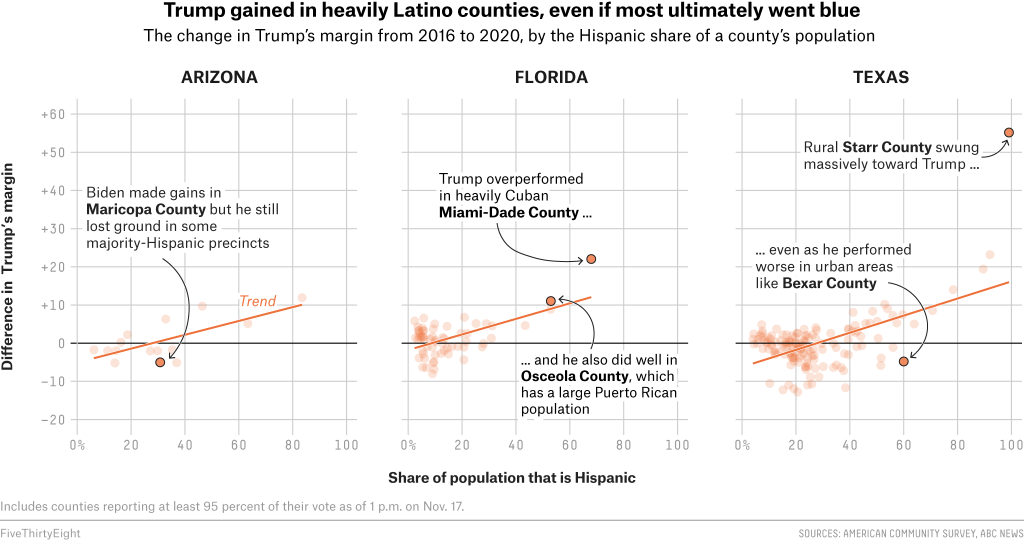 Trump gained in heavily Latino counties, even if most ultimately went blue
The change in Trump's margin from 2016 to 2020, by the Hispanic share of a county's population
ARIZONA
FLORIDA
TEXAS
Difference in Trump's margin
+60
+50
+40
+30
+20
+10
0
−10
−20
Biden made gains in
Maricopa County but he still
lost ground in some
majority-Hispanic precincts
Trend
Trump overperformed
in heavily Cuban
Miami-Dade County ...
... and he also did well in
Osceola County, which
has a large Puerto Rican
population
Rural Starr County swung
massively toward Trump ...
... even as he performed
worse in urban areas
like Bexar County
0% 20 40 60 80 100
0% 20 40 60 80 100
0% 20 40 60 80 100
Share of population that is Hispanic
Includes counties reporting at least 95 percent of their vote as of 1 p.m. on Nov. 17.
FiveThirtyEight
SOURCES: AMERICAN COMMUNITY SURVEY, ABC NEWS